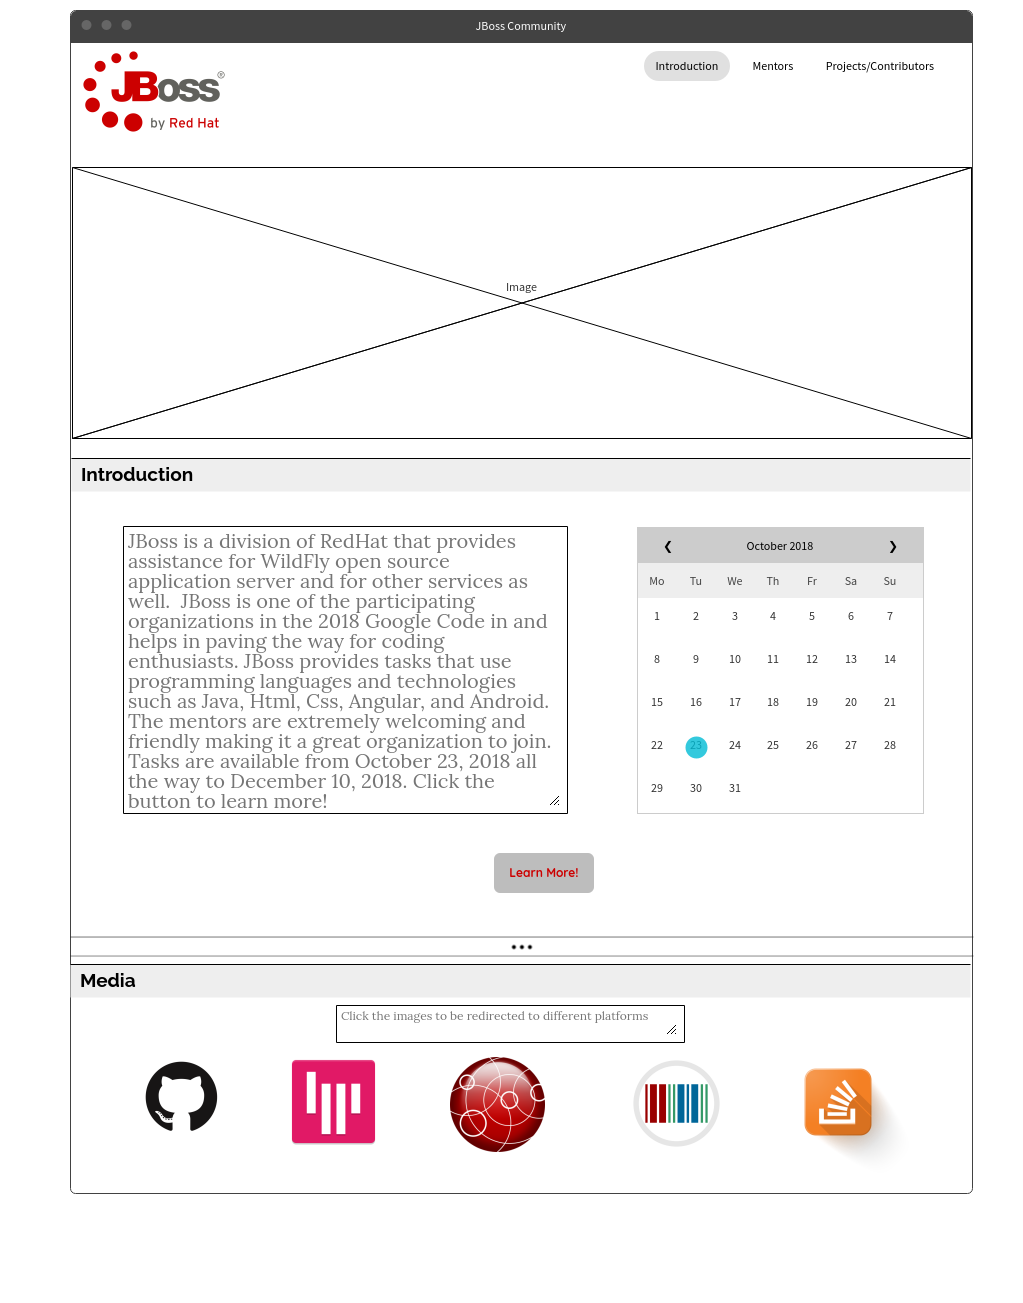 JBoss Community
Introduction Mentors Projects/Contributors
JBoss®
by Red Hat
Image
Introduction
JBoss is a division of RedHat that provides
assistance for WildFly open source
application server and for other services as
well.  JBoss is one of the participating
organizations in the 2018 Google Code in and
helps in paving the way for coding
enthusiasts. JBoss provides tasks that use
programming languages and technologies
such as Java, Html, Css, Angular, and Android.
The mentors are extremely welcoming and
friendly making it a great organization to join.
Tasks are available from October 23, 2018 all
the way to December 10, 2018. Click the
button to learn more!
❮ October 2018 ❯
Mo Tu We Th Fr Sa Su
1 2 3 4 5 6 7
8 9 10 11 12 13 14
15 16 17 18 19 20 21
22 23 24 25 26 27 28
29 30 31
Learn More!
•••
Media
Click the images to be redirected to different platforms